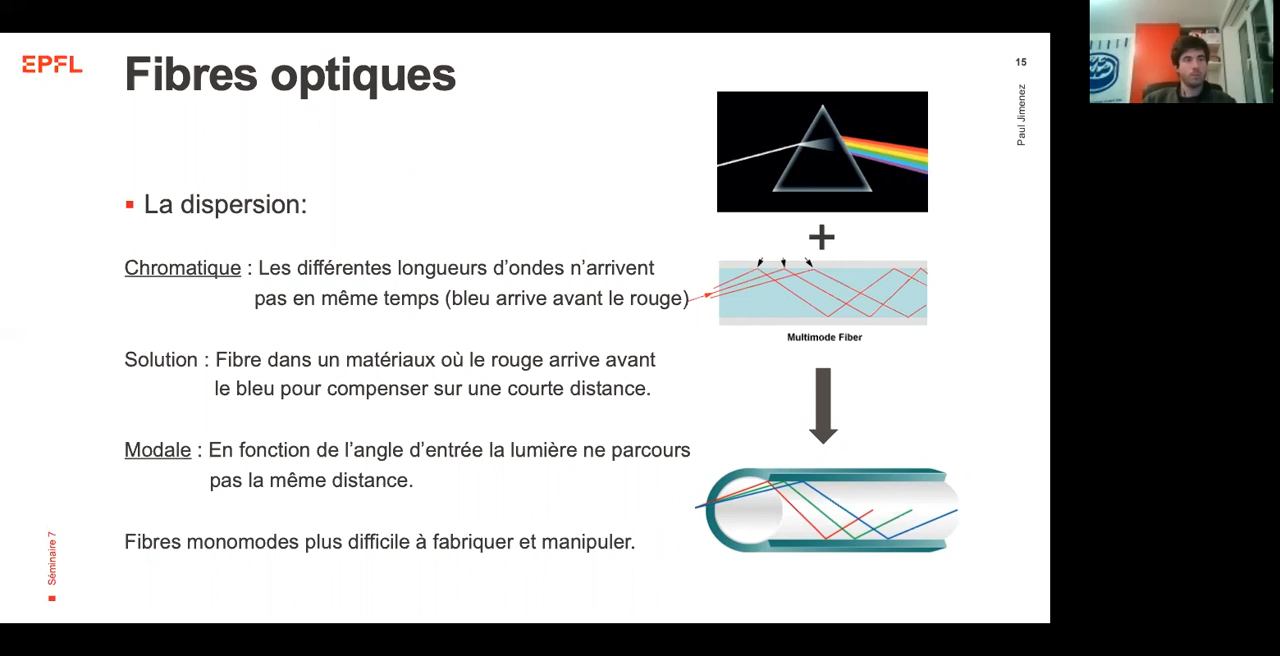 EPFL
Fibres optiques
15
Paul Jimenez
La dispersion:
Chromatique : Les différentes longueurs d’ondes n’arrivent
pas en même temps (bleu arrive avant le rouge)
Multimode Fiber
Solution : Fibre dans un matériaux où le rouge arrive avant
le bleu pour compenser sur une courte distance.
Modale : En fonction de l’angle d’entrée la lumière ne parcours
pas la même distance.
Fibres monomodes plus difficile à fabriquer et manipuler.
Séminaire 7